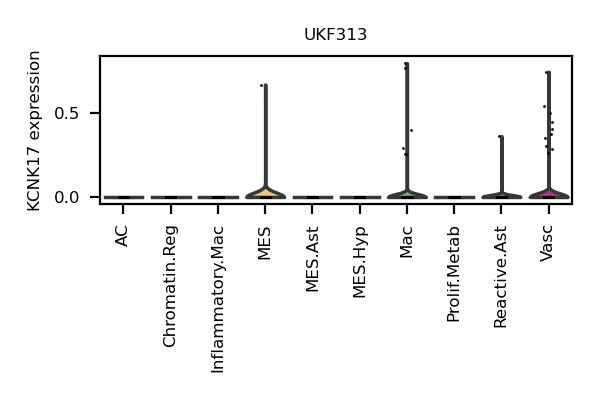 UKF313
KCNK17 expression
0.5
0.0
AC
Chromatin.Reg
Inflammatory.Mac
MES
MES.Ast
MES.Hyp
Mac
Prolif.Metab
Reactive.Ast
Vasc